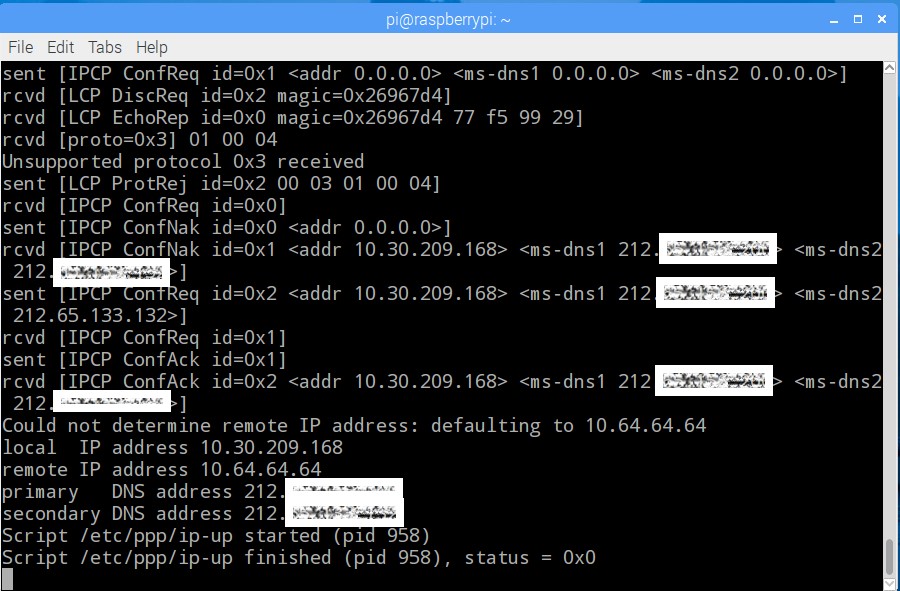 pi@raspberrypi: ~
File Edit Tabs Help
sent [IPCP ConfReq id=0x1 <addr 0.0.0.0> <ms-dns1 0.0.0.0> <ms-dns2 0.0.0.0>]
rcvd [LCP DiscReq id=0x2 magic=0x26967d4]
rcvd [LCP EchoRep id=0x0 magic=0x26967d4 77 f5 99 29]
rcvd [proto=0x3] 01 00 04
Unsupported protocol 0x3 received
sent [LCP ProtRej id=0x2 00 03 01 00 04]
rcvd [IPCP ConfReq id=0x0]
sent [IPCP ConfNak id=0x0 <addr 0.0.0.0>]
rcvd [IPCP ConfNak id=0x1 <addr 10.30.209.168> <ms-dns1 212. <ms-dns2
212. >]
sent [IPCP ConfReq id=0x2 <addr 10.30.209.168> <ms-dns1 212. > <ms-dns2
212.65.133.132>]
rcvd [IPCP ConfReq id=0x1]
sent [IPCP ConfAck id=0x1]
rcvd [IPCP ConfAck id=0x2 <addr 10.30.209.168> <ms-dns1 212 > <ms-dns2
212. >]
Could not determine remote IP address: defaulting to 10.64.64.64
local  IP address 10.30.209.168
remote IP address 10.64.64.64
primary   DNS address 212.
secondary DNS address 212.
Script /etc/ppp/ip-up started (pid 958)
Script /etc/ppp/ip-up finished (pid 958), status = 0x0